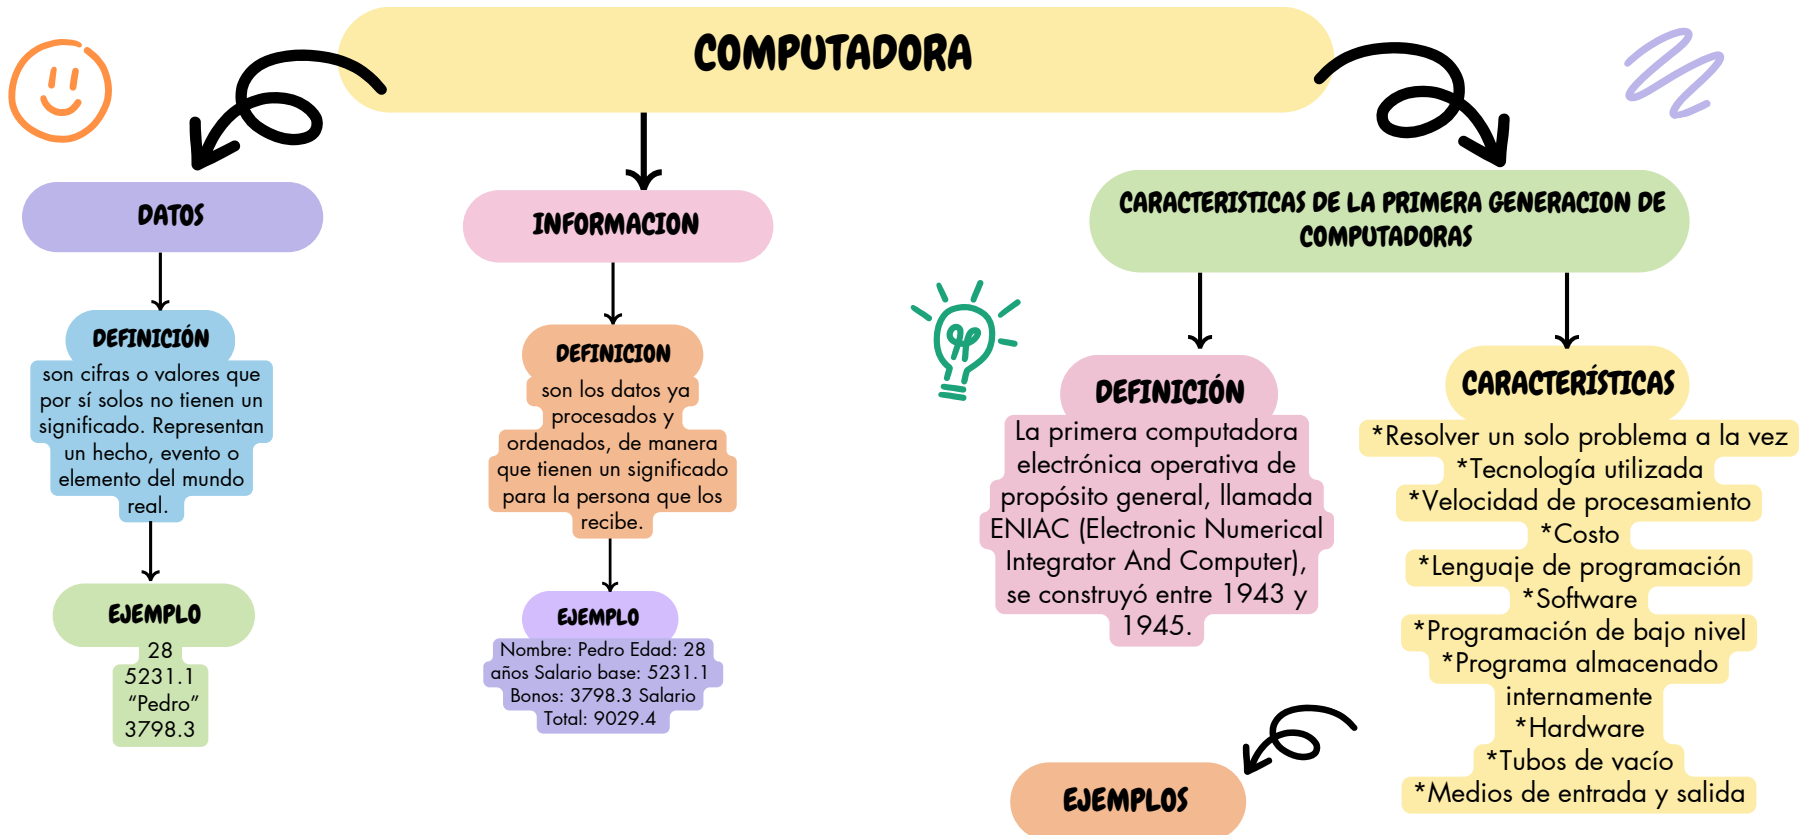 COMPUTADORA
DATOS
DEFINICIÓN
son cifras o valores que
por sí solos no tienen un
significado. Representan
un hecho, evento o
elemento del mundo
real.
EJEMPLO
28
5231.1
“Pedro”
3798.3
INFORMACION
DEFINICION
son los datos ya
procesados y
ordenados, de manera
que tienen un significado
para la persona que los
recibe.
EJEMPLO
Nombre: Pedro Edad: 28
años Salario base: 5231.1
Bonos: 3798.3 Salario
Total: 9029.4
CARACTERISTICAS DE LA PRIMERA GENERACION DE
COMPUTADORAS
DEFINICIÓN
La primera computadora
electrónica operativa de
propósito general, llamada
ENIAC (Electronic Numerical
Integrator And Computer),
se construyó entre 1943 y
1945.
CARACTERÍSTICAS
*Resolver un solo problema a la vez
*Tecnología utilizada
*Velocidad de procesamiento
*Costo
*Lenguaje de programación
*Software
*Programación de bajo nivel
*Programa almacenado
internamente
*Hardware
*Tubos de vacío
*Medios de entrada y salida
EJEMPLOS